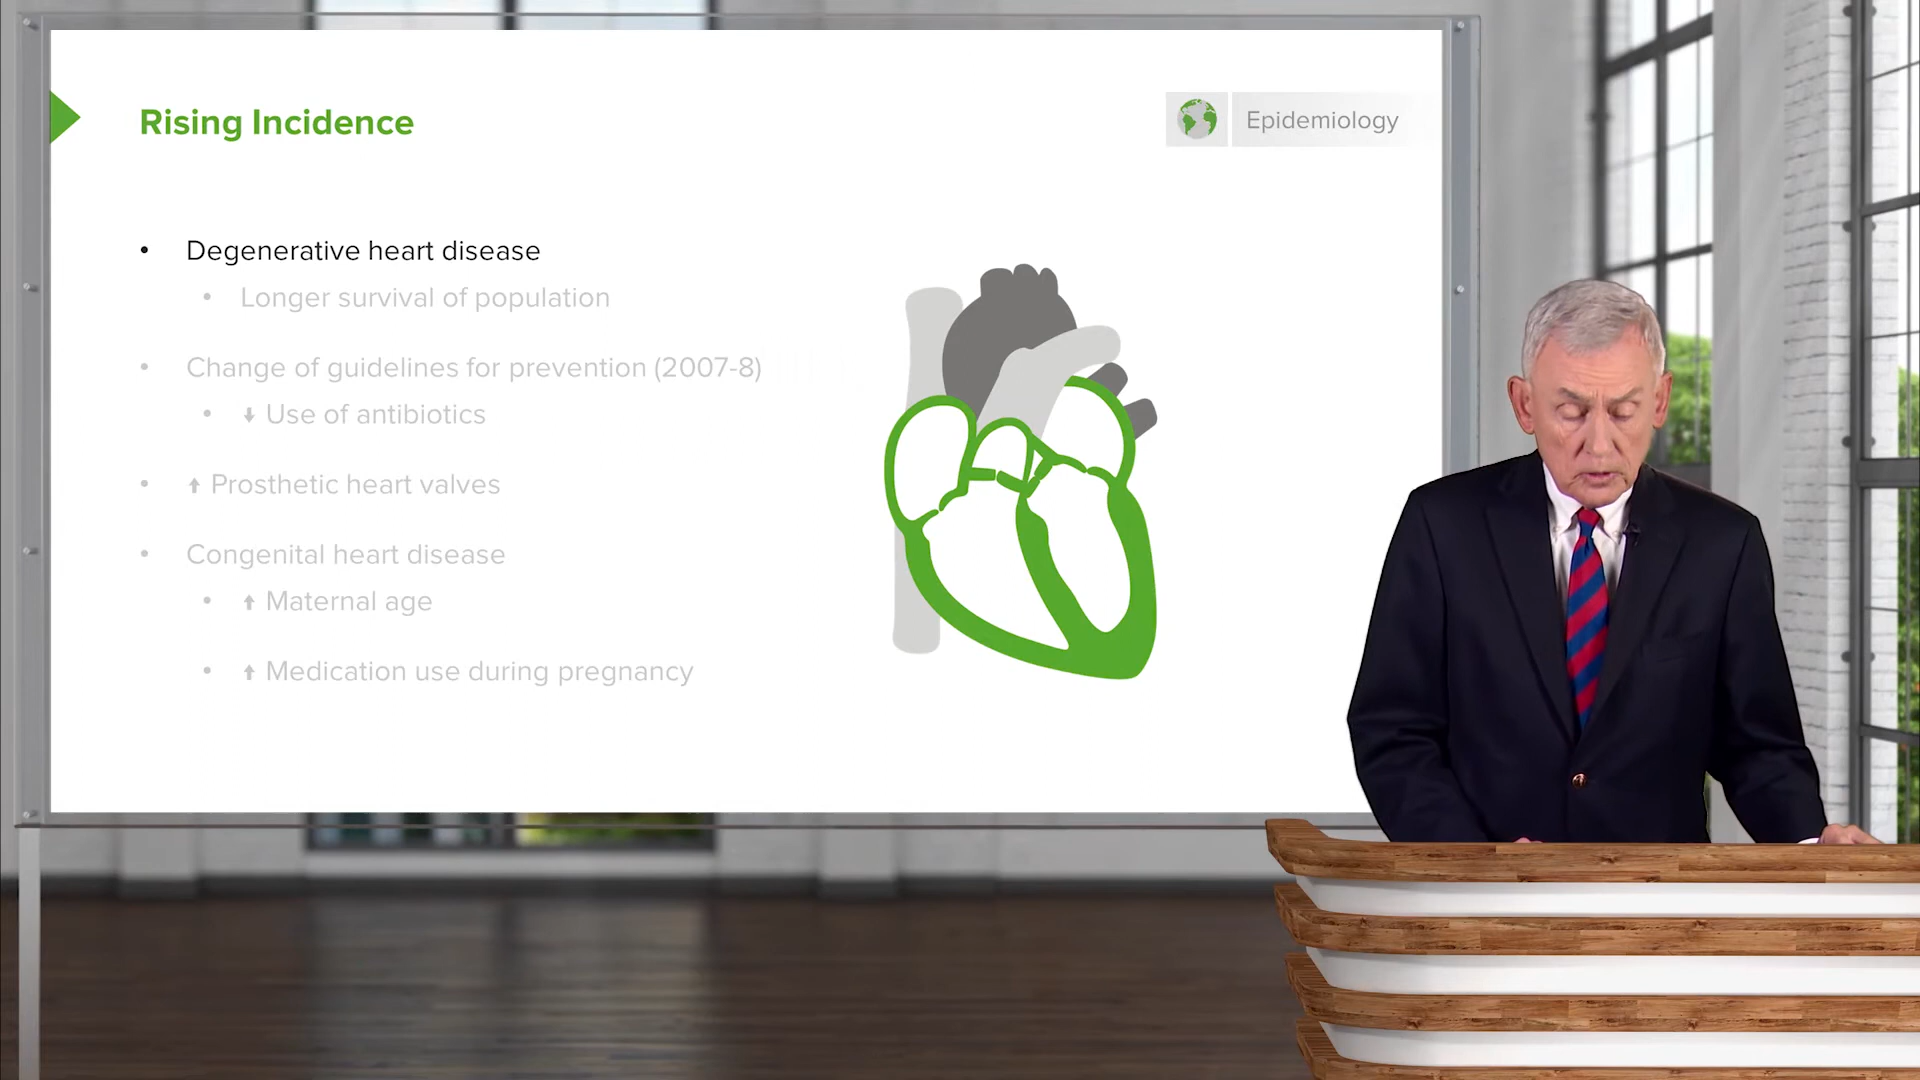 Rising Incidence
Epidemiology
• Degenerative heart disease
• Longer survival of population
• Change of guidelines for prevention (2007-8)
• ⬇ Use of antibiotics
• ⬆ Prosthetic heart valves
• Congenital heart disease
• ⬆ Maternal age
• ⬆ Medication use during pregnancy